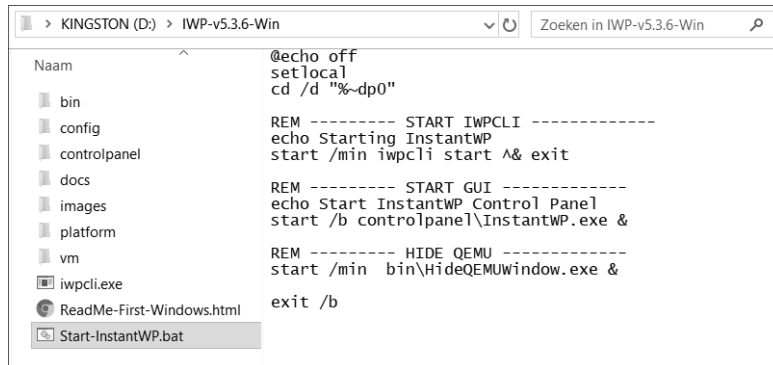 KINGSTON (D:) > IWP-v5.3.6-Win
Zoeken in IWP-v5.3.6-Win
Naam
bin
config
controlpanel
docs
images
platform
vm
iwpcli.exe
ReadMe-First-Windows.html
Start-InstantWP.bat
@echo off
setlocal
cd /d "%~dp0"
REM --------- START IWPCLI -------------
echo Starting InstantWP
start /min iwpcli start ^& exit
REM --------- START GUI -------------
echo Start InstantWP Control Panel
start /b controlpanel\InstantWP.exe &
REM --------- HIDE QEMU -------------
start /min  bin\HideQEMUWindow.exe &
exit /b